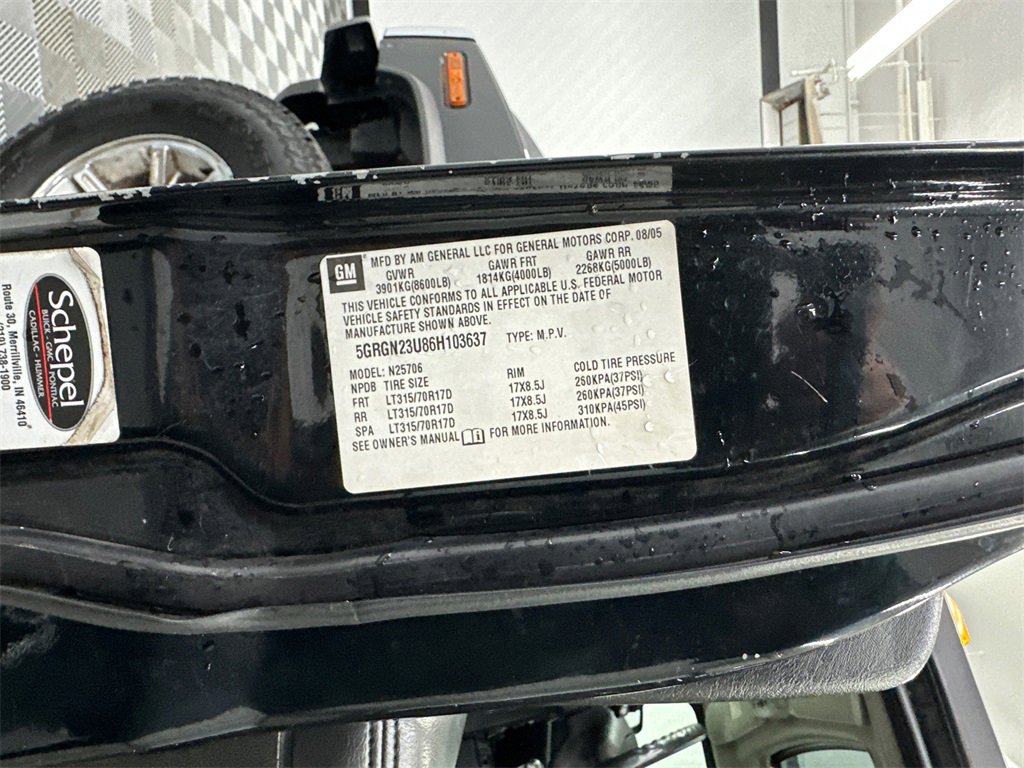 GM
MFD BY AM GENERAL LLC FOR GENERAL MOTORS CORP. 08/05
GVWR GAWR FRT GAWR RR
3901KG(8600LB) 1814KG(4000LB) 2268KG(5000LB)
THIS VEHICLE CONFORMS TO ALL APPLICABLE U.S. FEDERAL MOTOR
VEHICLE SAFETY STANDARDS IN EFFECT ON THE DATE OF
MANUFACTURE SHOWN ABOVE.
5GRGN23U86H103637 TYPE: M.P.V.
MODEL: N25706
NPDB TIRE SIZE RIM COLD TIRE PRESSURE
FRT LT315/70R17D 17X8.5J 260KPA(37PSI)
RR LT315/70R17D 17X8.5J 260KPA(37PSI)
SPA LT315/70R17D 17X8.5J 310KPA(45PSI)
SEE OWNER'S MANUAL FOR MORE INFORMATION.
Schepel
BUICK - GMC - PONTIAC
CADILLAC - HUMMER
Route 30, Merrillville, IN 46410
(219) 738-1900